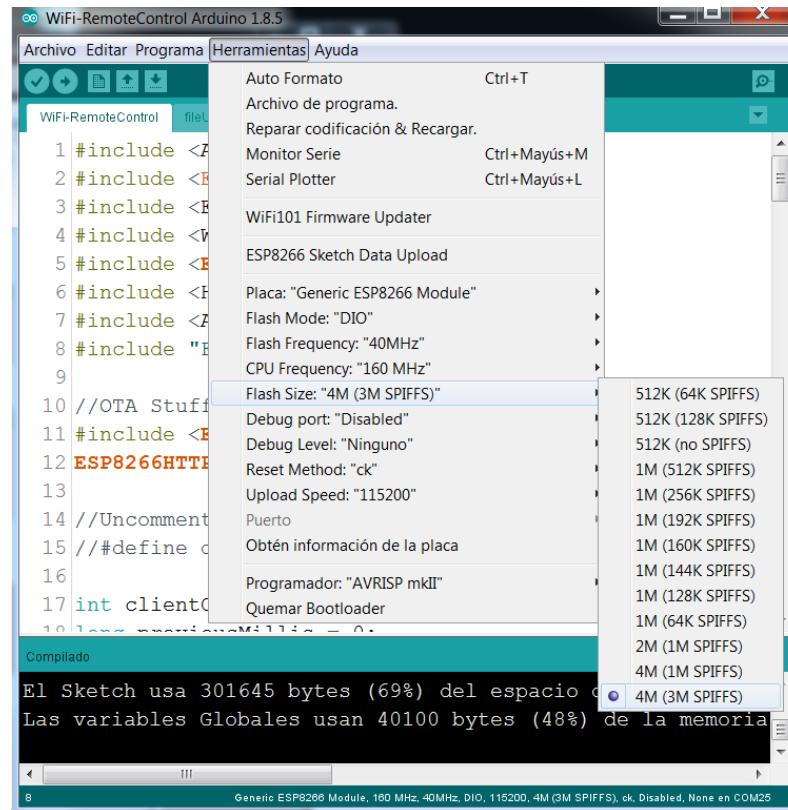 WiFi-RemoteControl Arduino 1.8.5
Archivo Editar Programa Herramientas Ayuda
WiFi-RemoteControl fileU
Auto Formato Ctrl+T
Archivo de programa.
Reparar codificación & Recargar.
Monitor Serie Ctrl+Mayús+M
Serial Plotter Ctrl+Mayús+L
WiFi101 Firmware Updater
ESP8266 Sketch Data Upload
Placa: "Generic ESP8266 Module"
Flash Mode: "DIO"
Flash Frequency: "40MHz"
CPU Frequency: "160 MHz"
Flash Size: "4M (3M SPIFFS)"
Debug port: "Disabled"
Debug Level: "Ninguno"
Reset Method: "ck"
Upload Speed: "115200"
Puerto
Obtén información de la placa
Programador: "AVRISP mkII"
Quemar Bootloader
512K (64K SPIFFS)
512K (128K SPIFFS)
512K (no SPIFFS)
1M (512K SPIFFS)
1M (256K SPIFFS)
1M (192K SPIFFS)
1M (160K SPIFFS)
1M (144K SPIFFS)
1M (128K SPIFFS)
1M (64K SPIFFS)
2M (1M SPIFFS)
4M (1M SPIFFS)
4M (3M SPIFFS)
1 #include <A
2 #include <E
3 #include <E
4 #include <W
5 #include <E
6 #include <H
7 #include <A
8 #include "F
9
10 //OTA Stuff
11 #include <E
12 ESP8266HTTP
13
14 //Uncomment
15 //#define d
16
17 int clientC
18 long previousMillis = 0;
Compilado
El Sketch usa 301645 bytes (69%) del espacio
Las variables Globales usan 40100 bytes (48%) de la memoria
8 Generic ESP8266 Module, 160 MHz, 40MHz, DIO, 115200, 4M (3M SPIFFS), ck, Disabled, None en COM25